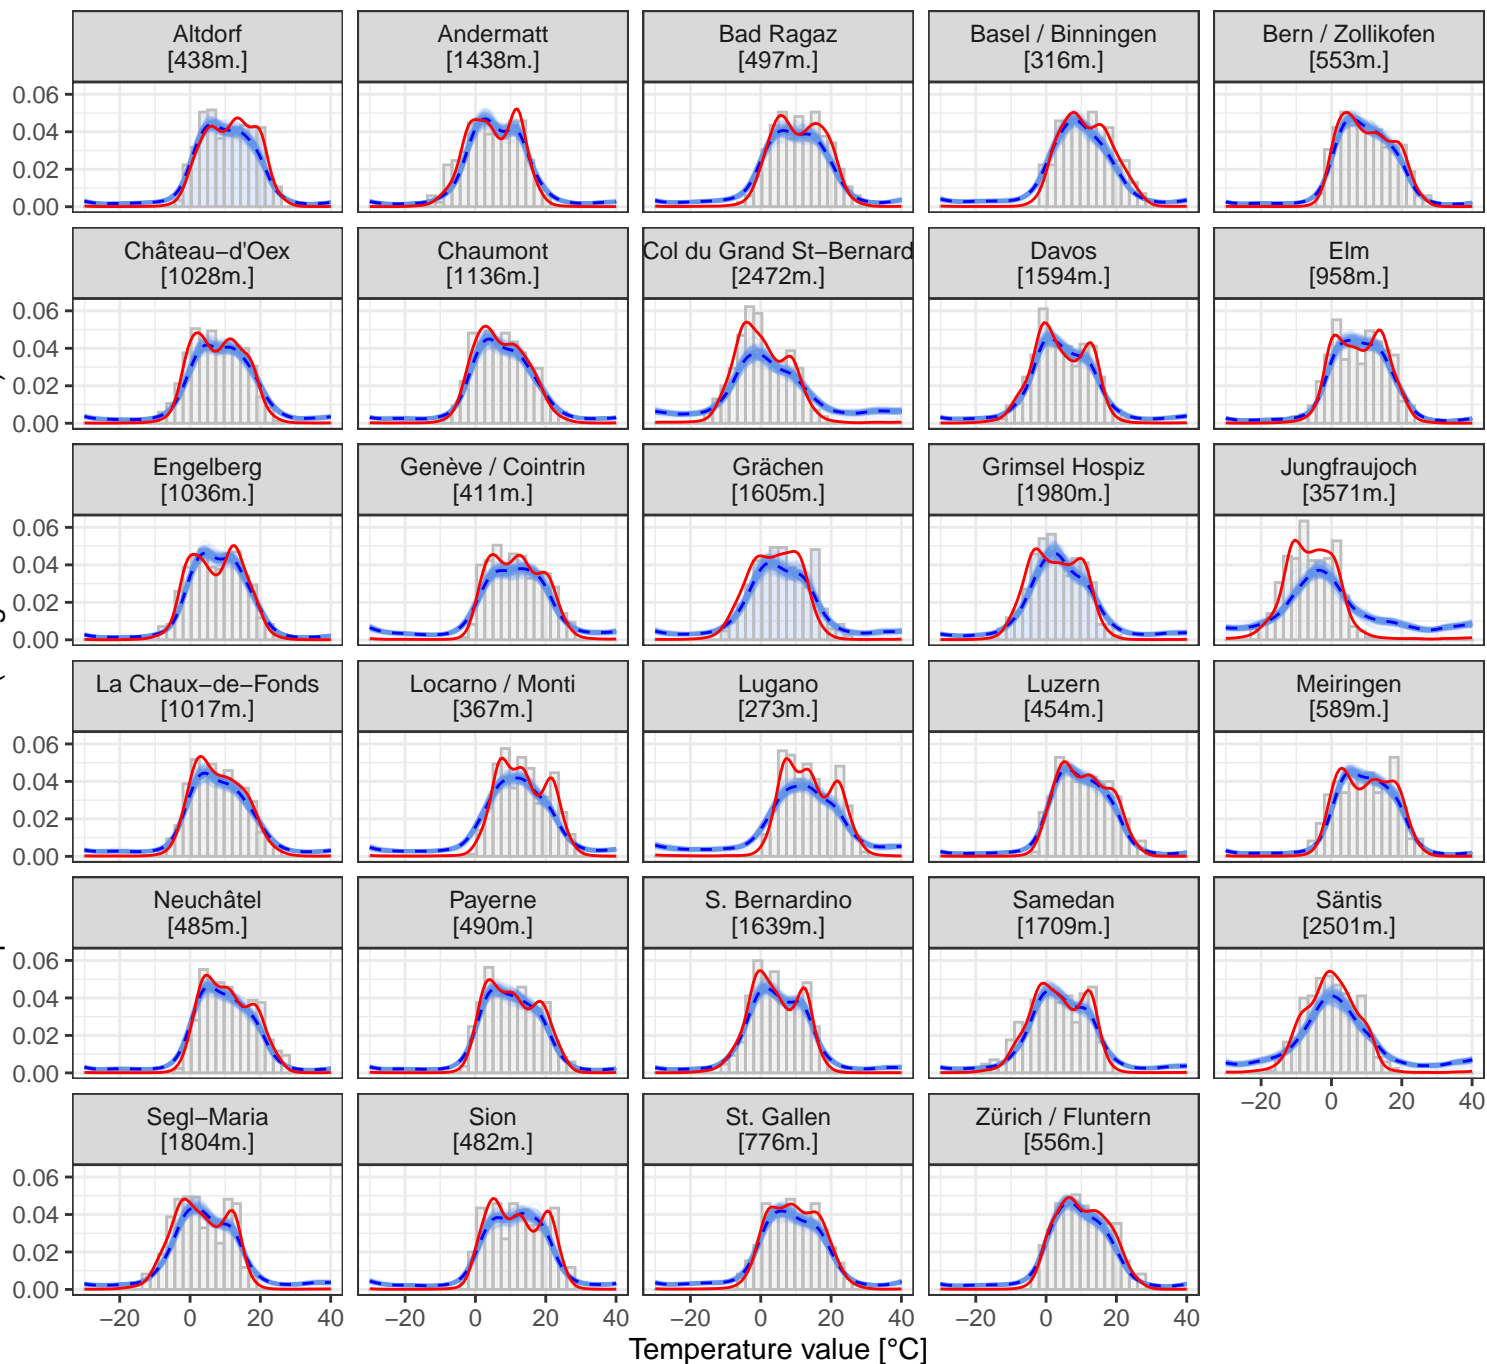 Altdorf
[438m.]
Andermatt
[1438m.]
Bad Ragaz
[497m.]
Basel / Binningen
[316m.]
Bern / Zollikofen
[553m.]
0.06
0.04
0.02
0.00
Château−d'Oex
[1028m.]
Chaumont
[1136m.]
Col du Grand St−Bernard
[2472m.]
Davos
[1594m.]
Elm
[958m.]
0.06
0.04
0.02
0.00
Engelberg
[1036m.]
Genève / Cointrin
[411m.]
Grächen
[1605m.]
Grimsel Hospiz
[1980m.]
Jungfraujoch
[3571m.]
0.06
0.04
0.02
0.00
La Chaux−de−Fonds
[1017m.]
Locarno / Monti
[367m.]
Lugano
[273m.]
Luzern
[454m.]
Meiringen
[589m.]
0.06
0.04
0.02
0.00
Neuchâtel
[485m.]
Payerne
[490m.]
S. Bernardino
[1639m.]
Samedan
[1709m.]
Säntis
[2501m.]
0.06
0.04
0.02
0.00
−20 0 20 40
Segl−Maria
[1804m.]
Sion
[482m.]
St. Gallen
[776m.]
Zürich / Fluntern
[556m.]
0.06
0.04
0.02
0.00
−20 0 20 40
−20 0 20 40
−20 0 20 40
−20 0 20 40
Temperature value [°C]